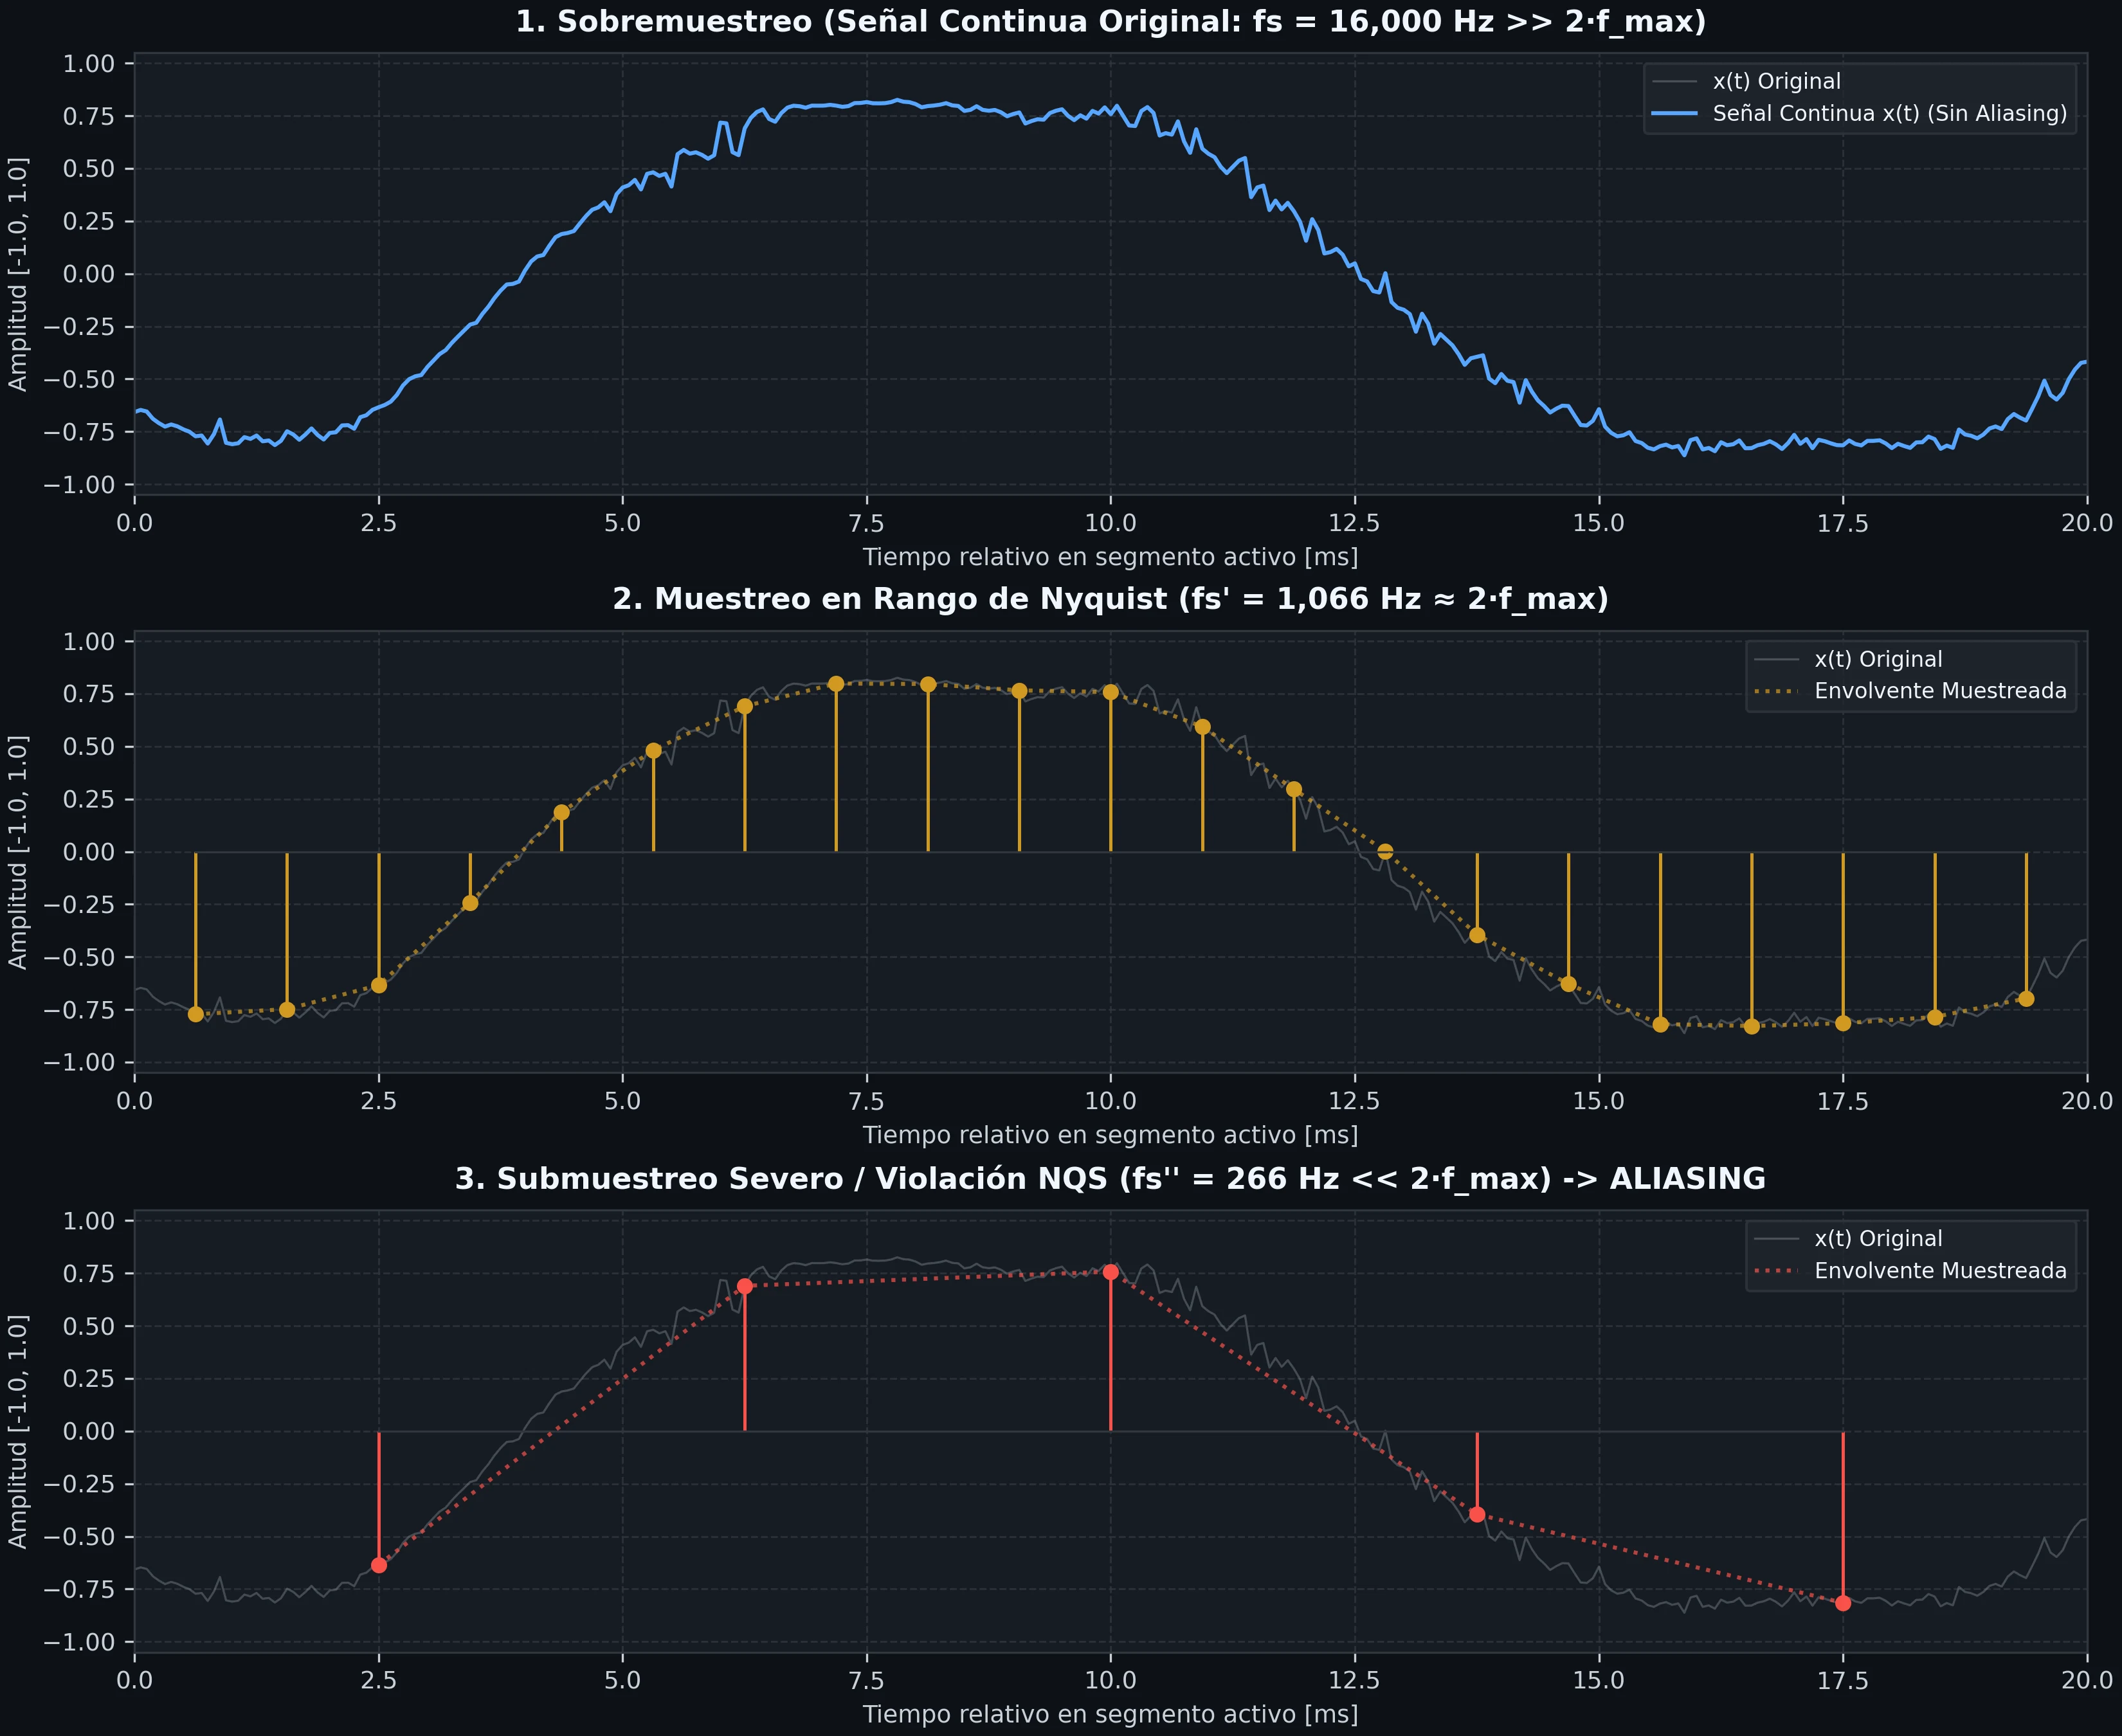 1. Sobremuestreo (Señal Continua Original: fs = 16,000 Hz >> 2·f_max)
Amplitud [-1.0, 1.0]
1.00
0.75
0.50
0.25
0.00
−0.25
−0.50
−0.75
−1.00
x(t) Original
Señal Continua x(t) (Sin Aliasing)
0.0 2.5 5.0 7.5 10.0 12.5 15.0 17.5 20.0
Tiempo relativo en segmento activo [ms]
2. Muestreo en Rango de Nyquist (fs' = 1,066 Hz ≈ 2·f_max)
Amplitud [-1.0, 1.0]
1.00
0.75
0.50
0.25
0.00
−0.25
−0.50
−0.75
−1.00
x(t) Original
Envolvente Muestreada
0.0 2.5 5.0 7.5 10.0 12.5 15.0 17.5 20.0
Tiempo relativo en segmento activo [ms]
3. Submuestreo Severo / Violación NQS (fs'' = 266 Hz << 2·f_max) -> ALIASING
Amplitud [-1.0, 1.0]
1.00
0.75
0.50
0.25
0.00
−0.25
−0.50
−0.75
−1.00
x(t) Original
Envolvente Muestreada
0.0 2.5 5.0 7.5 10.0 12.5 15.0 17.5 20.0
Tiempo relativo en segmento activo [ms]